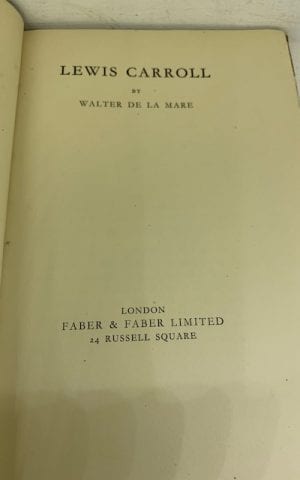 LEWIS CARROLL
BY
WALTER DE LA MARE
LONDON
FABER & FABER LIMITED
24 RUSSELL SQUARE